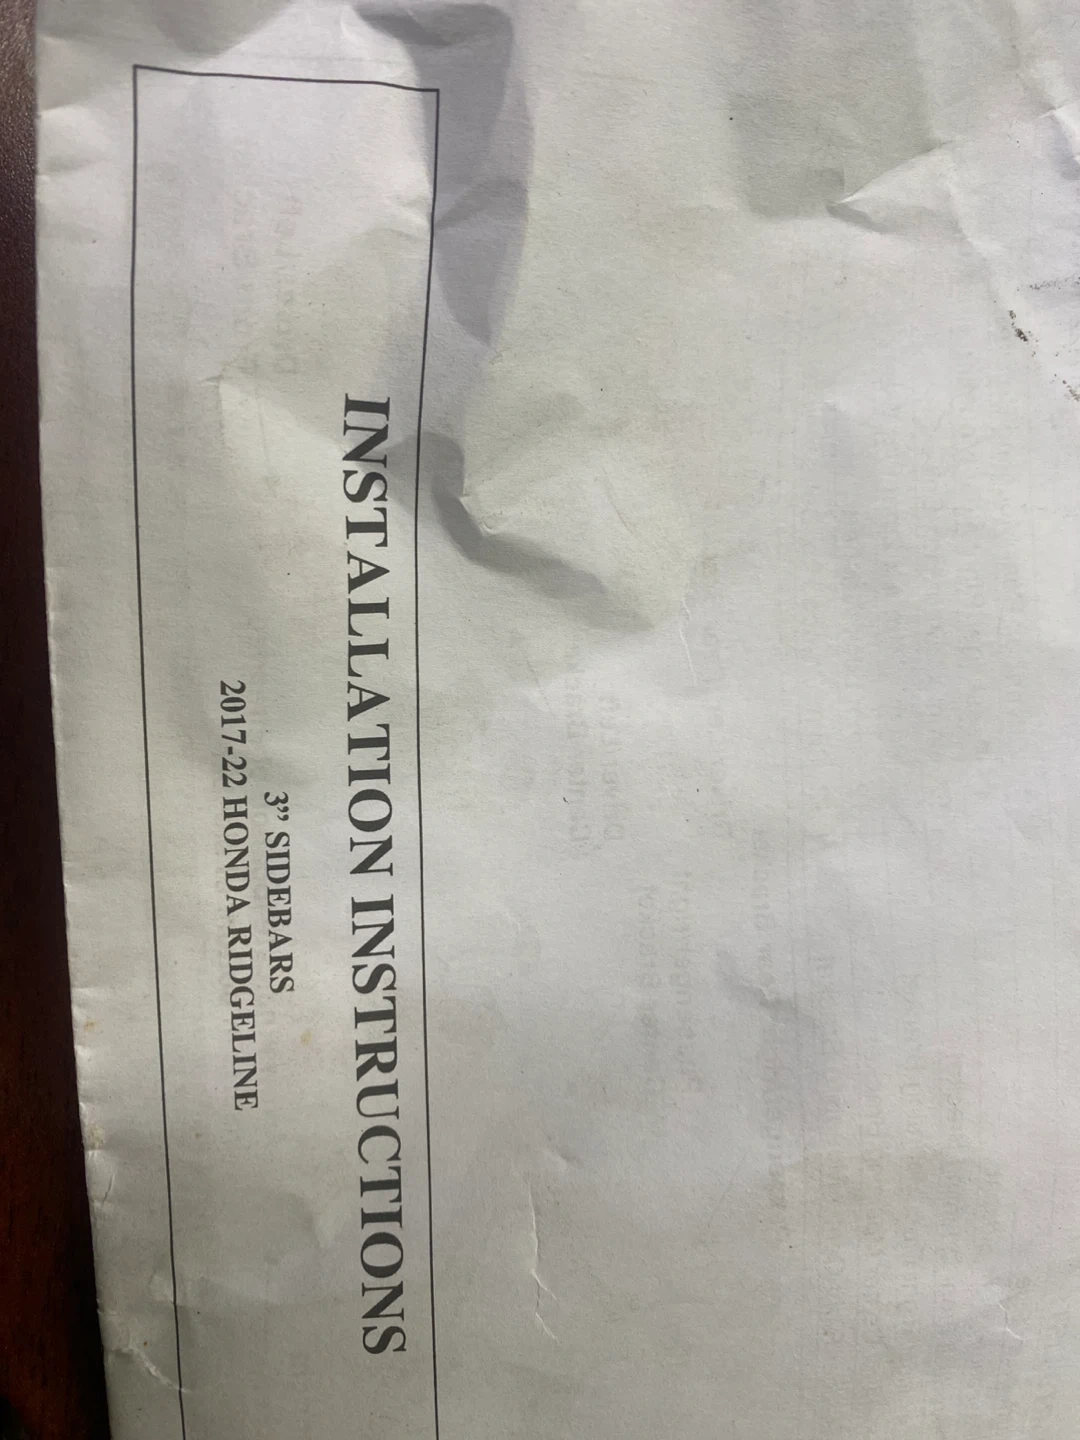 INSTALLATION INSTRUCTIONS
3” SIDEBARS
2017-22 HONDA RIDGELINE